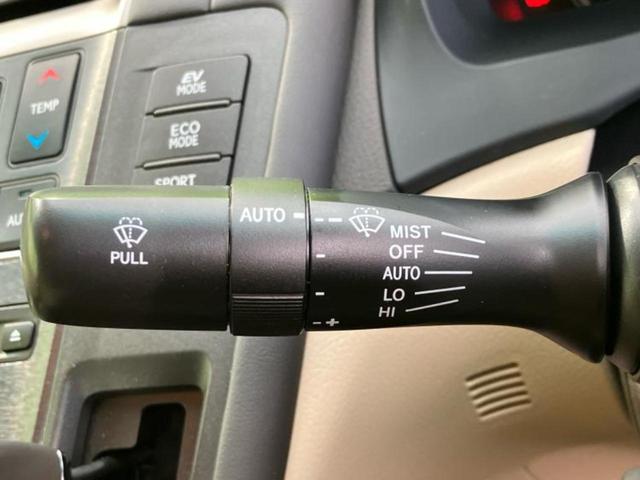 TEMP
EV
MODE
ECO
MODE
SPORT
PULL
AUTO
MIST
OFF
AUTO
LO
HI
- +